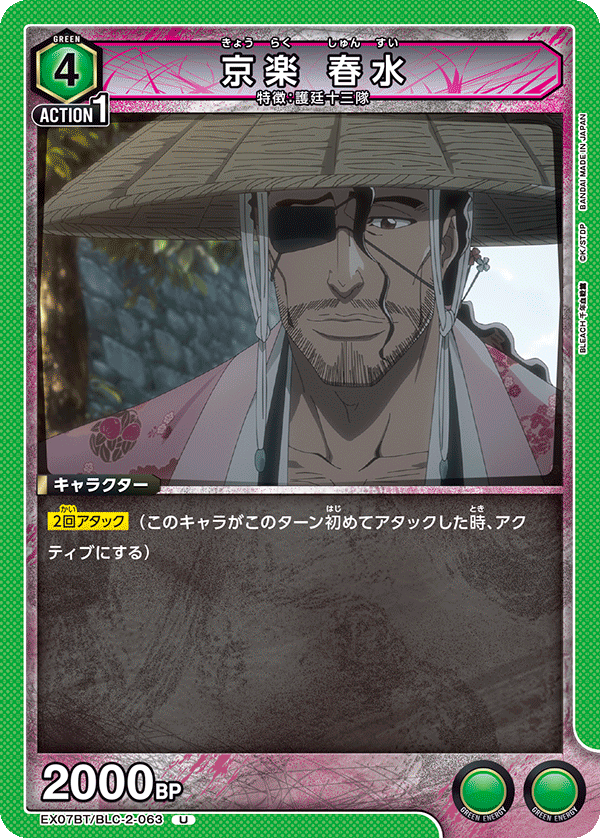 GREEN
4
ACTION 1
きょう らく しゅん すい
京楽 春水
特徴:護廷十三隊
BANDAI MADE IN JAPAN
CK/STDP
BLEACH 千年血戦篇
キャラクター
かい はじ とき
2回アタック (このキャラがこのターン初めてアタックした時、アク
ティブにする)
2000BP
EX07BT/BLC-2-063 U
GREEN ENERGY GREEN ENERGY